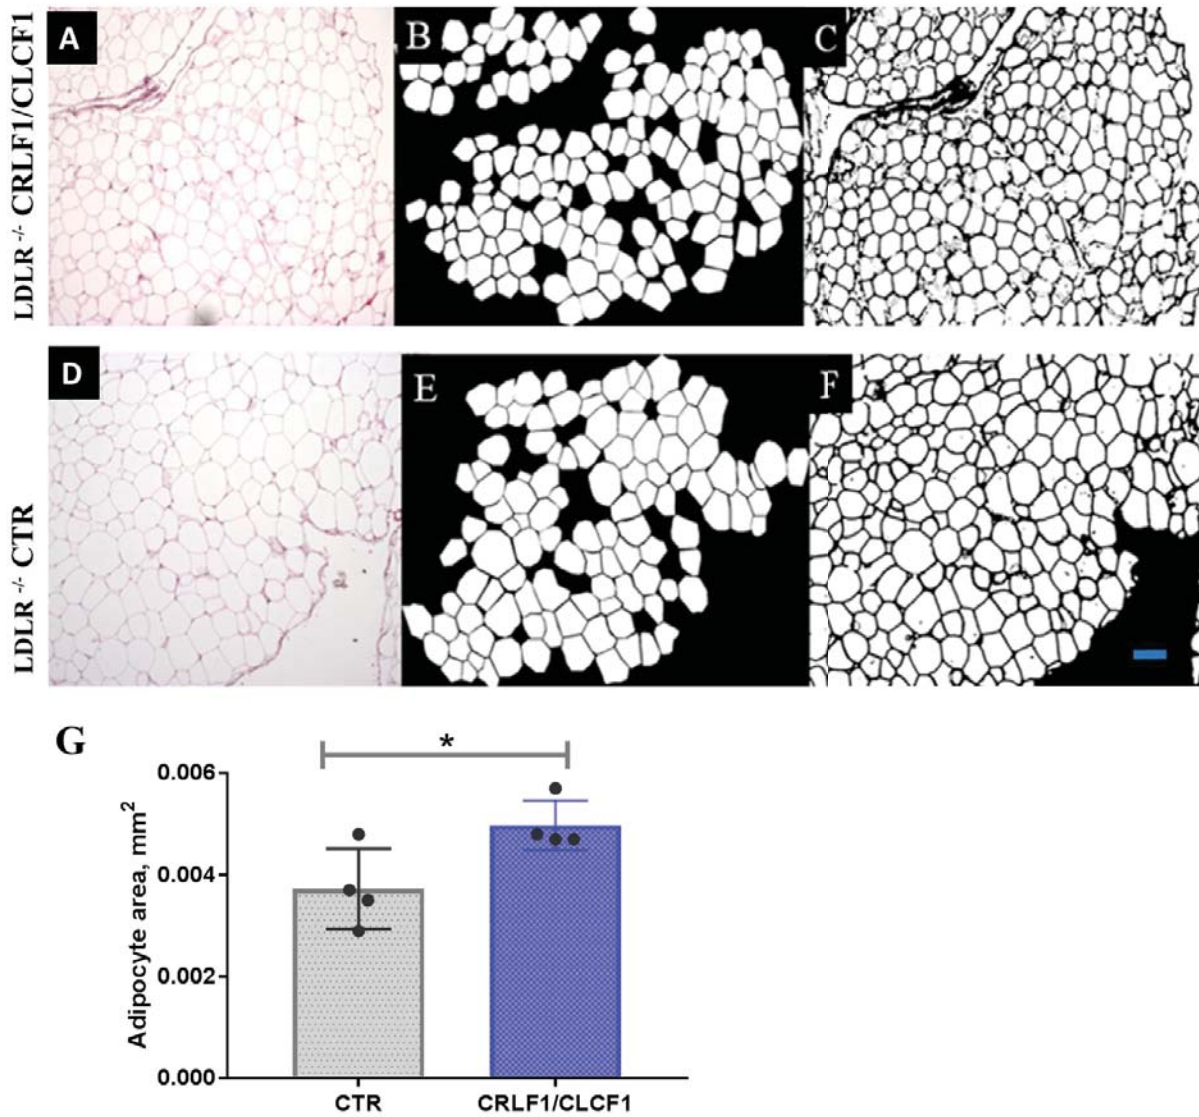 A
B
C
LDLR -/- CRLF1/CLCF1
D
E
F
LDLR -/- CTR
G
*
0.006
0.004
0.002
0.000
Adipocyte area, mm2
CTR
CRLF1/CLCF1